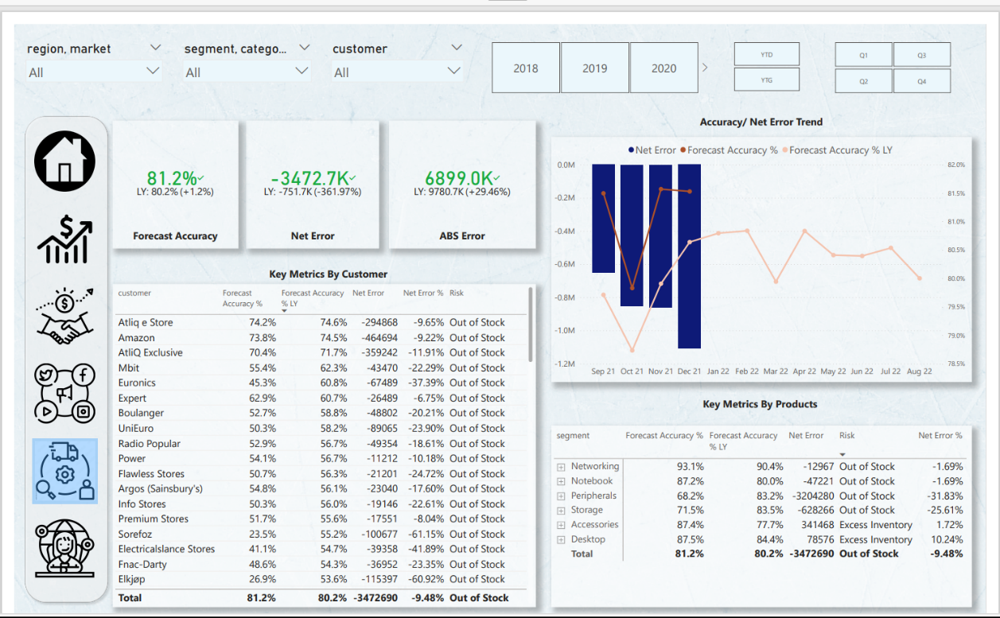 region, market
segment, catego...
customer
All
All
All
2018
2019
2020
YTD
YTG
Q1
Q3
Q2
Q4
81.2%
LY: 80.2% (+1.2%)
Forecast Accuracy
-3472.7K
LY: -751.7K (-361.97%)
Net Error
6899.0K
LY: 9780.7K (+29.46%)
ABS Error
Accuracy/ Net Error Trend
Net Error Forecast Accuracy % Forecast Accuracy % LY
0.0M
-0.2M
-0.4M
-0.6M
-0.8M
-1.0M
-1.2M
82.0%
81.5%
81.0%
80.5%
80.0%
79.5%
79.0%
78.5%
Sep 21 Oct 21 Nov 21 Dec 21 Jan 22 Feb 22 Mar 22 Apr 22 May 22 Jun 22 Jul 22 Aug 22
Key Metrics By Customer
customer Forecast Accuracy % Forecast Accuracy % LY Net Error Net Error % Risk
Atliq e Store 74.2% 74.6% -294868 -9.65% Out of Stock
Amazon 73.8% 74.5% -464694 -9.22% Out of Stock
AtliQ Exclusive 70.4% 71.7% -359242 -11.91% Out of Stock
Mbit 55.4% 62.3% -43470 -22.29% Out of Stock
Euronics 45.3% 60.8% -67489 -37.39% Out of Stock
Expert 62.9% 60.7% -26489 -6.75% Out of Stock
Boulanger 52.7% 58.8% -48802 -20.21% Out of Stock
UniEuro 50.3% 58.2% -89065 -23.90% Out of Stock
Radio Popular 52.9% 56.7% -49354 -18.61% Out of Stock
Power 54.1% 56.7% -11212 -10.18% Out of Stock
Flawless Stores 50.7% 56.3% -21201 -24.72% Out of Stock
Argos (Sainsbury's) 54.8% 56.1% -23040 -17.60% Out of Stock
Info Stores 50.3% 56.0% -19146 -22.61% Out of Stock
Premium Stores 51.7% 55.6% -17551 -8.04% Out of Stock
Sorefoz 23.5% 55.2% -100677 -61.15% Out of Stock
Electricalslance Stores 41.1% 54.7% -39358 -41.89% Out of Stock
Fnac-Darty 48.6% 54.3% -36952 -23.35% Out of Stock
Elkjøp 26.9% 53.6% -115397 -60.92% Out of Stock
Total 81.2% 80.2% -3472690 -9.48% Out of Stock
Key Metrics By Products
segment Forecast Accuracy % Forecast Accuracy % LY Net Error Risk Net Error %
Networking 93.1% 90.4% -12967 Out of Stock -1.69%
Notebook 87.2% 80.0% -47221 Out of Stock -1.69%
Peripherals 68.2% 83.2% -3204280 Out of Stock -31.83%
Storage 71.5% 83.5% -628266 Out of Stock -25.61%
Accessories 87.4% 77.7% 341468 Excess Inventory 1.72%
Desktop 87.5% 84.4% 78576 Excess Inventory 10.24%
Total 81.2% 80.2% -3472690 Out of Stock -9.48%